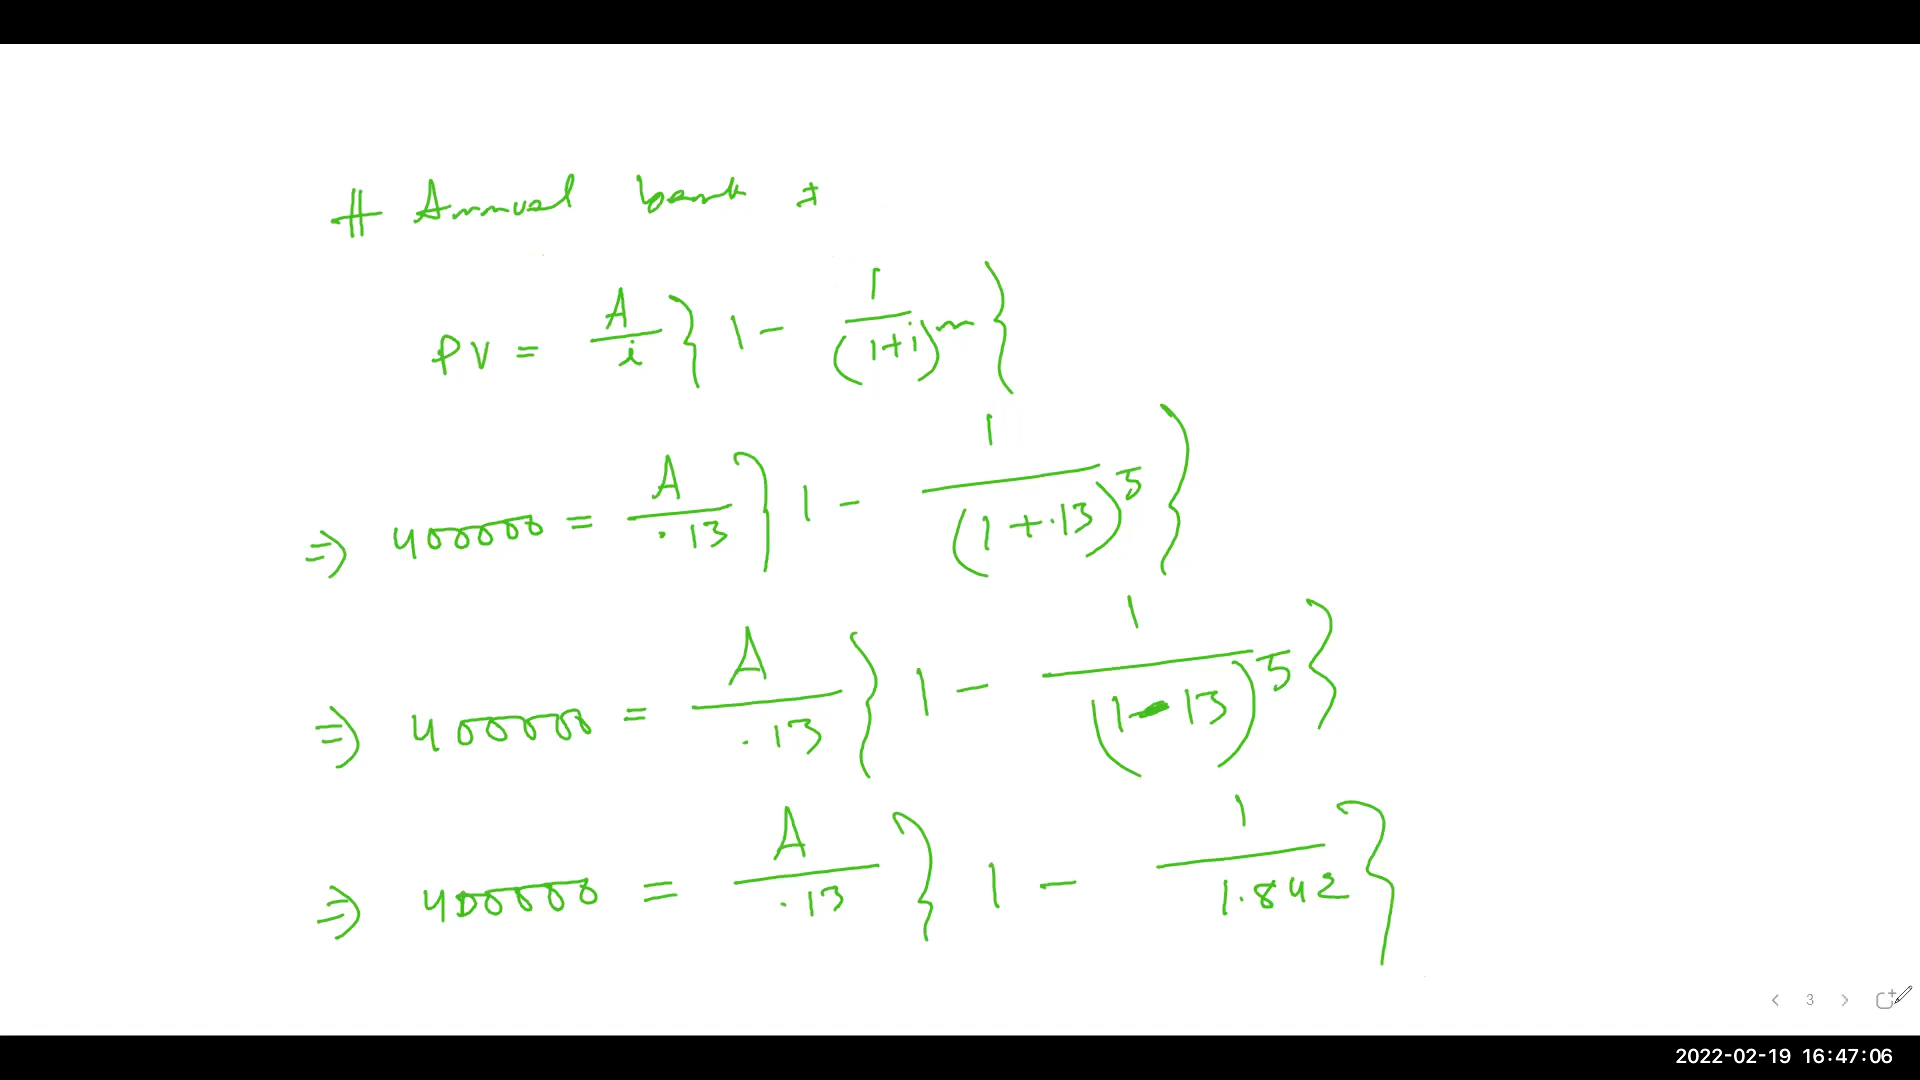 # Annual bank *
PV = A/i { 1 - 1/(1+i)^n }
⇒ 400000 = A/.13 { 1 - 1/(1+.13)^5 }
⇒ 400000 = A/.13 { 1 - 1/(1-13)^5 }
⇒ 400000 = A/.13 { 1 - 1/1.842 }
3
2022-02-19 16:47:06